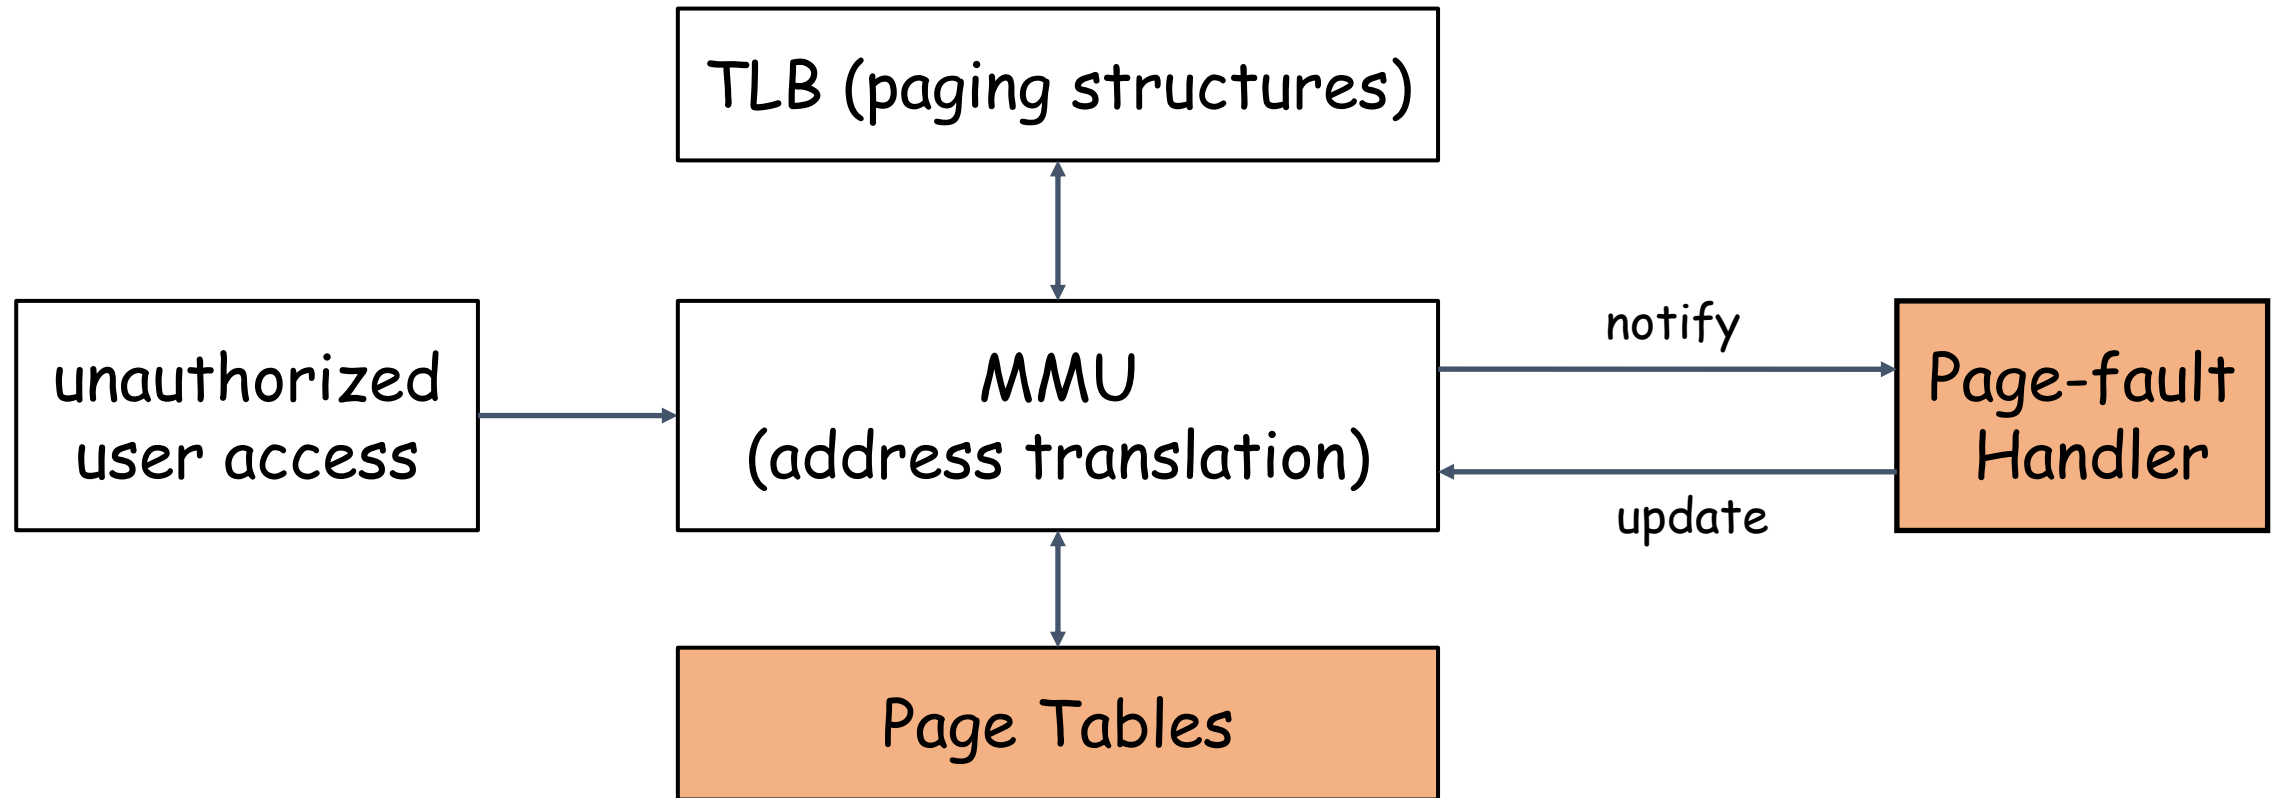 TLB (paging structures)
unauthorized
user access
MMU
(address translation)
notify
update
Page-fault
Handler
Page Tables